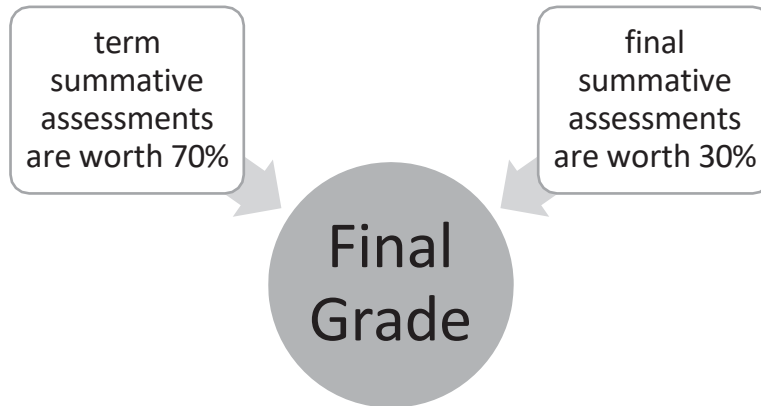 term
summative
assessments
are worth 70%
final
summative
assessments
are worth 30%
Final
Grade